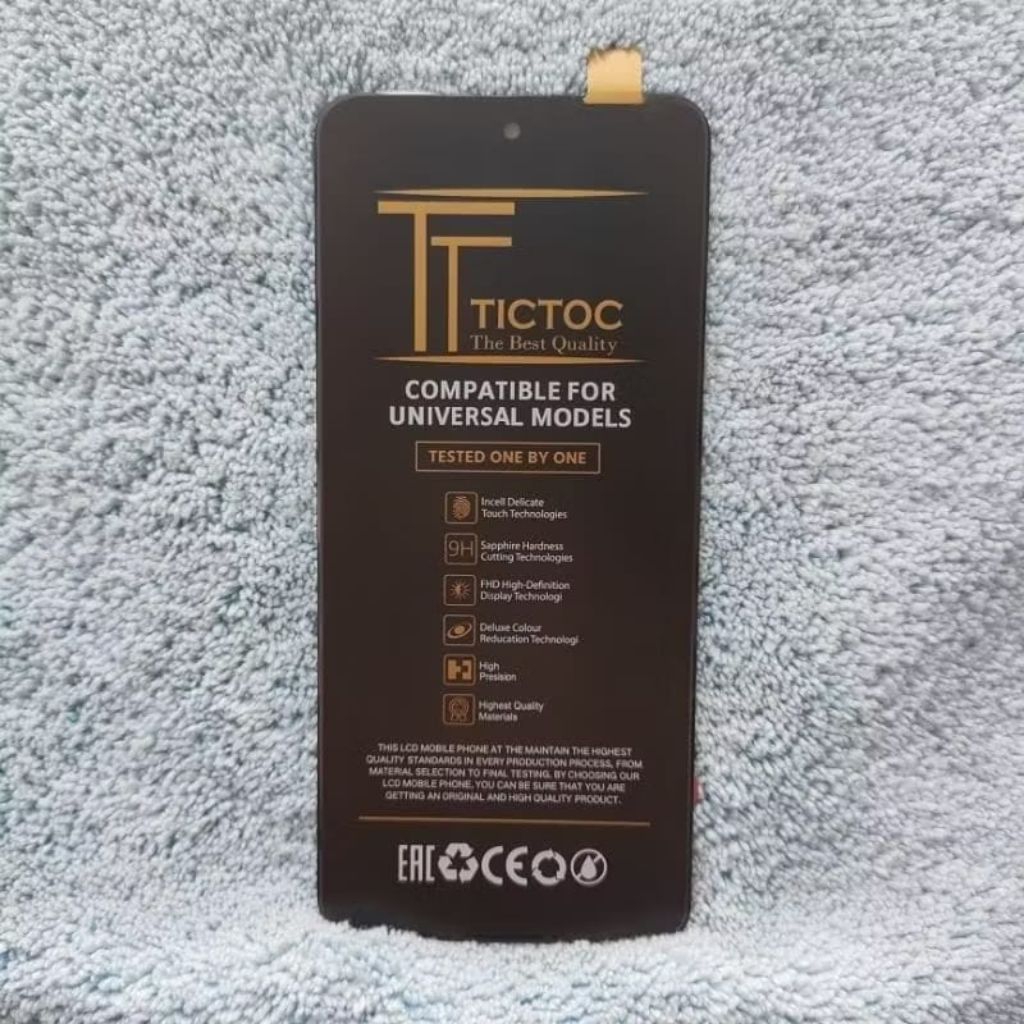 TT
TICTOC
The Best Quality
COMPATIBLE FOR
UNIVERSAL MODELS
TESTED ONE BY ONE
Incell Delicate
Touch Technologies
9H
Sapphire Hardness
Cutting Technologies
FHD High-Definition
Display Technologi
Deluxe Colour
Reducation Technologi
High
Presision
Highest Quality
Materials
THIS LCD MOBILE PHONE AT THE MAINTAIN THE HIGHEST
QUALITY STANDARDS IN EVERY PRODUCTION PROCESS, FROM
MATERIAL SELECTION TO FINAL TESTING. BY CHOOSING OUR
LCD MOBILE PHONE, YOU CAN BE SURE THAT YOU ARE
GETTING AN ORIGINAL AND HIGH QUALITY PRODUCT.
EAC CE